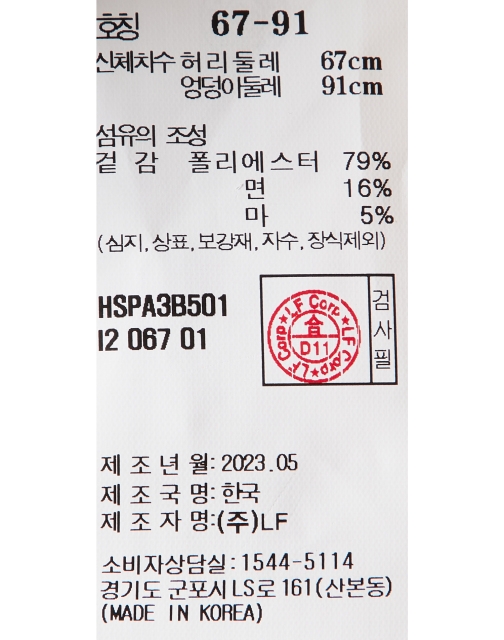 호칭 67-91
신체치수 허리둘레 67cm
엉덩이둘레 91cm
섬유의 조성
겉감 폴리에스터 79%
면 16%
마 5%
(심지,상표,보강재,자수,장식제외)
HSPA3B501
I2 067 01
LF Corp★LF Corp★LF Corp★
合
D11
검사필
제조년월: 2023.05
제조국명: 한국
제조자명:(주)LF
소비자상담실:1544-5114
경기도 군포시 LS로 161(산본동)
(MADE IN KOREA)